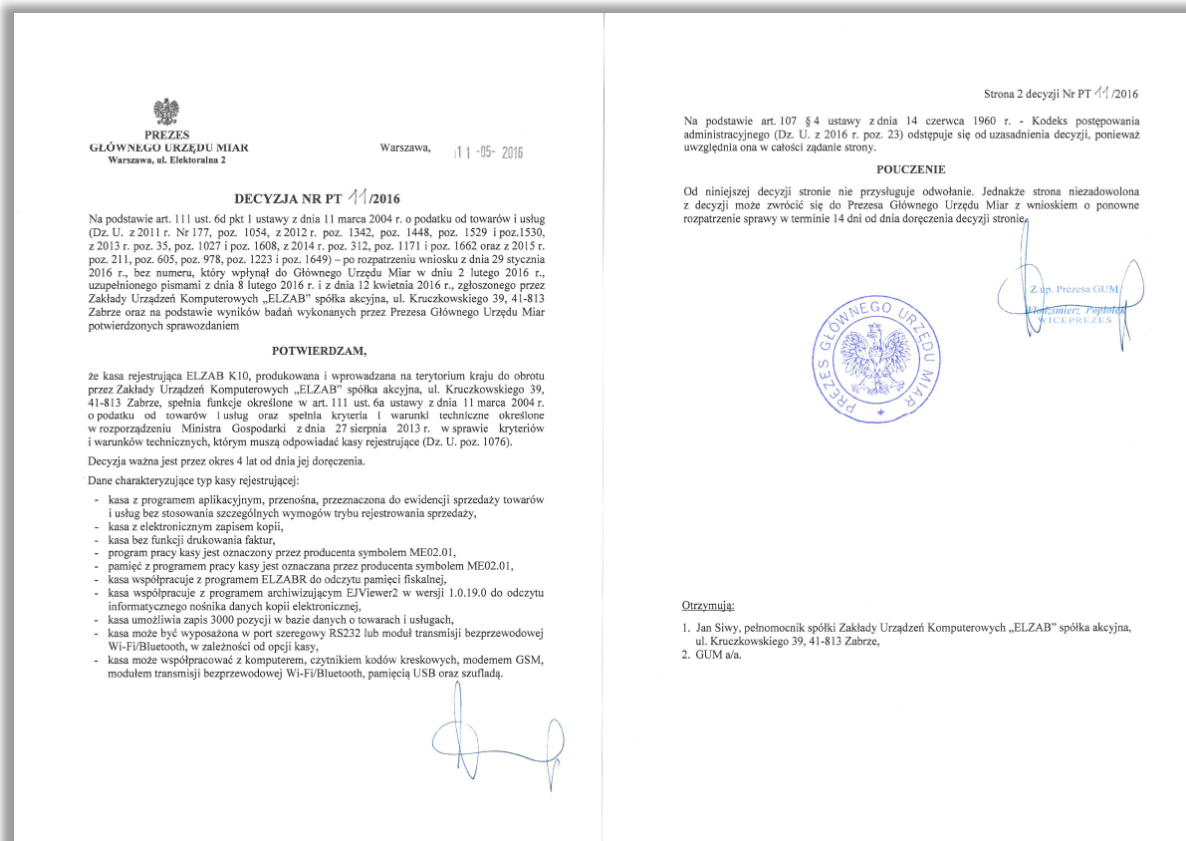 PREZES
GŁÓWNEGO URZĘDU MIAR
Warszawa, ul. Elektoralna 2
Warszawa, 11 -05- 2016
DECYZJA NR PT 11/2016
Na podstawie art. 111 ust. 6d pkt 1 ustawy z dnia 11 marca 2004 r. o podatku od towarów i usług
(Dz. U. z 2011 r. Nr 177, poz. 1054, z 2012 r. poz. 1342, poz. 1448, poz. 1529 i poz.1530,
z 2013 r. poz. 35, poz. 1027 i poz. 1608, z 2014 r. poz. 312, poz. 1171 i poz. 1662 oraz z 2015 r.
poz. 211, poz. 605, poz. 978, poz. 1223 i poz. 1649) – po rozpatrzeniu wniosku z dnia 29 stycznia
2016 r., bez numeru, który wpłynął do Głównego Urzędu Miar w dniu 2 lutego 2016 r.,
uzupełnionego pismami z dnia 8 lutego 2016 r. i z dnia 12 kwietnia 2016 r., zgłoszonego przez
Zakłady Urządzeń Komputerowych „ELZAB” spółka akcyjna, ul. Kruczkowskiego 39, 41-813
Zabrze oraz na podstawie wyników badań wykonanych przez Prezesa Głównego Urzędu Miar
potwierdzonych sprawozdaniem
POTWIERDZAM,
że kasa rejestrująca ELZAB K10, produkowana i wprowadzana na terytorium kraju do obrotu
przez Zakłady Urządzeń Komputerowych „ELZAB” spółka akcyjna, ul. Kruczkowskiego 39,
41-813 Zabrze, spełnia funkcje określone w art. 111 ust. 6a ustawy z dnia 11 marca 2004 r.
o podatku od towarów i usług oraz spełnia kryteria i warunki techniczne określone
w rozporządzeniu Ministra Gospodarki z dnia 27 sierpnia 2013 r. w sprawie kryteriów
i warunków technicznych, którym muszą odpowiadać kasy rejestrujące (Dz. U. poz. 1076).
Decyzja ważna jest przez okres 4 lat od dnia jej doręczenia.
Dane charakteryzujące typ kasy rejestrującej:
- kasa z programem aplikacyjnym, przenośna, przeznaczona do ewidencji sprzedaży towarów
i usług bez stosowania szczególnych wymogów trybu rejestrowania sprzedaży,
- kasa z elektronicznym zapisem kopii,
- kasa bez funkcji drukowania faktur,
- program pracy kasy jest oznaczony przez producenta symbolem ME02.01,
- pamięć z programem pracy kasy jest oznaczana przez producenta symbolem ME02.01,
- kasa współpracuje z programem ELZABR do odczytu pamięci fiskalnej,
- kasa współpracuje z programem archiwizującym EJViewer2 w wersji 1.0.19.0 do odczytu
informatycznego nośnika danych kopii elektronicznej,
- kasa umożliwia zapis 3000 pozycji w bazie danych o towarach i usługach,
- kasa może być wyposażona w port szeregowy RS232 lub moduł transmisji bezprzewodowej
Wi-Fi/Bluetooth, w zależności od opcji kasy,
- kasa może współpracować z komputerem, czytnikiem kodów kreskowych, modemem GSM,
modułem transmisji bezprzewodowej Wi-Fi/Bluetooth, pamięcią USB oraz szufladą.
Strona 2 decyzji Nr PT 11/2016
Na podstawie art. 107 § 4 ustawy z dnia 14 czerwca 1960 r. - Kodeks postępowania
administracyjnego (Dz. U. z 2016 r. poz. 23) odstępuje się od uzasadnienia decyzji, ponieważ
uwzględnia ona w całości żądanie strony.
POUCZENIE
Od niniejszej decyzji stronie nie przysługuje odwołanie. Jednakże strona niezadowolona
z decyzji może zwrócić się do Prezesa Głównego Urzędu Miar z wnioskiem o ponowne
rozpatrzenie sprawy w terminie 14 dni od dnia doręczenia decyzji stronie.
Z up. Prezesa GUM
Włodzimierz Popiołek
WICEPREZES
PREZES GŁÓWNEGO URZĘDU MIAR
Otrzymują:
1. Jan Siwy, pełnomocnik spółki Zakłady Urządzeń Komputerowych „ELZAB” spółka akcyjna,
ul. Kruczkowskiego 39, 41-813 Zabrze,
2. GUM a/a.